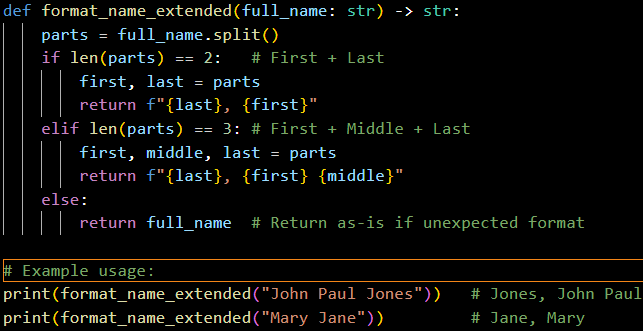 def format_name_extended(full_name: str) -> str:
    parts = full_name.split()
    if len(parts) == 2:   # First + Last
        first, last = parts
        return f"{last}, {first}"
    elif len(parts) == 3: # First + Middle + Last
        first, middle, last = parts
        return f"{last}, {first} {middle}"
    else:
        return full_name  # Return as-is if unexpected format

# Example usage:
print(format_name_extended("John Paul Jones"))   # Jones, John Paul
print(format_name_extended("Mary Jane"))         # Jane, Mary